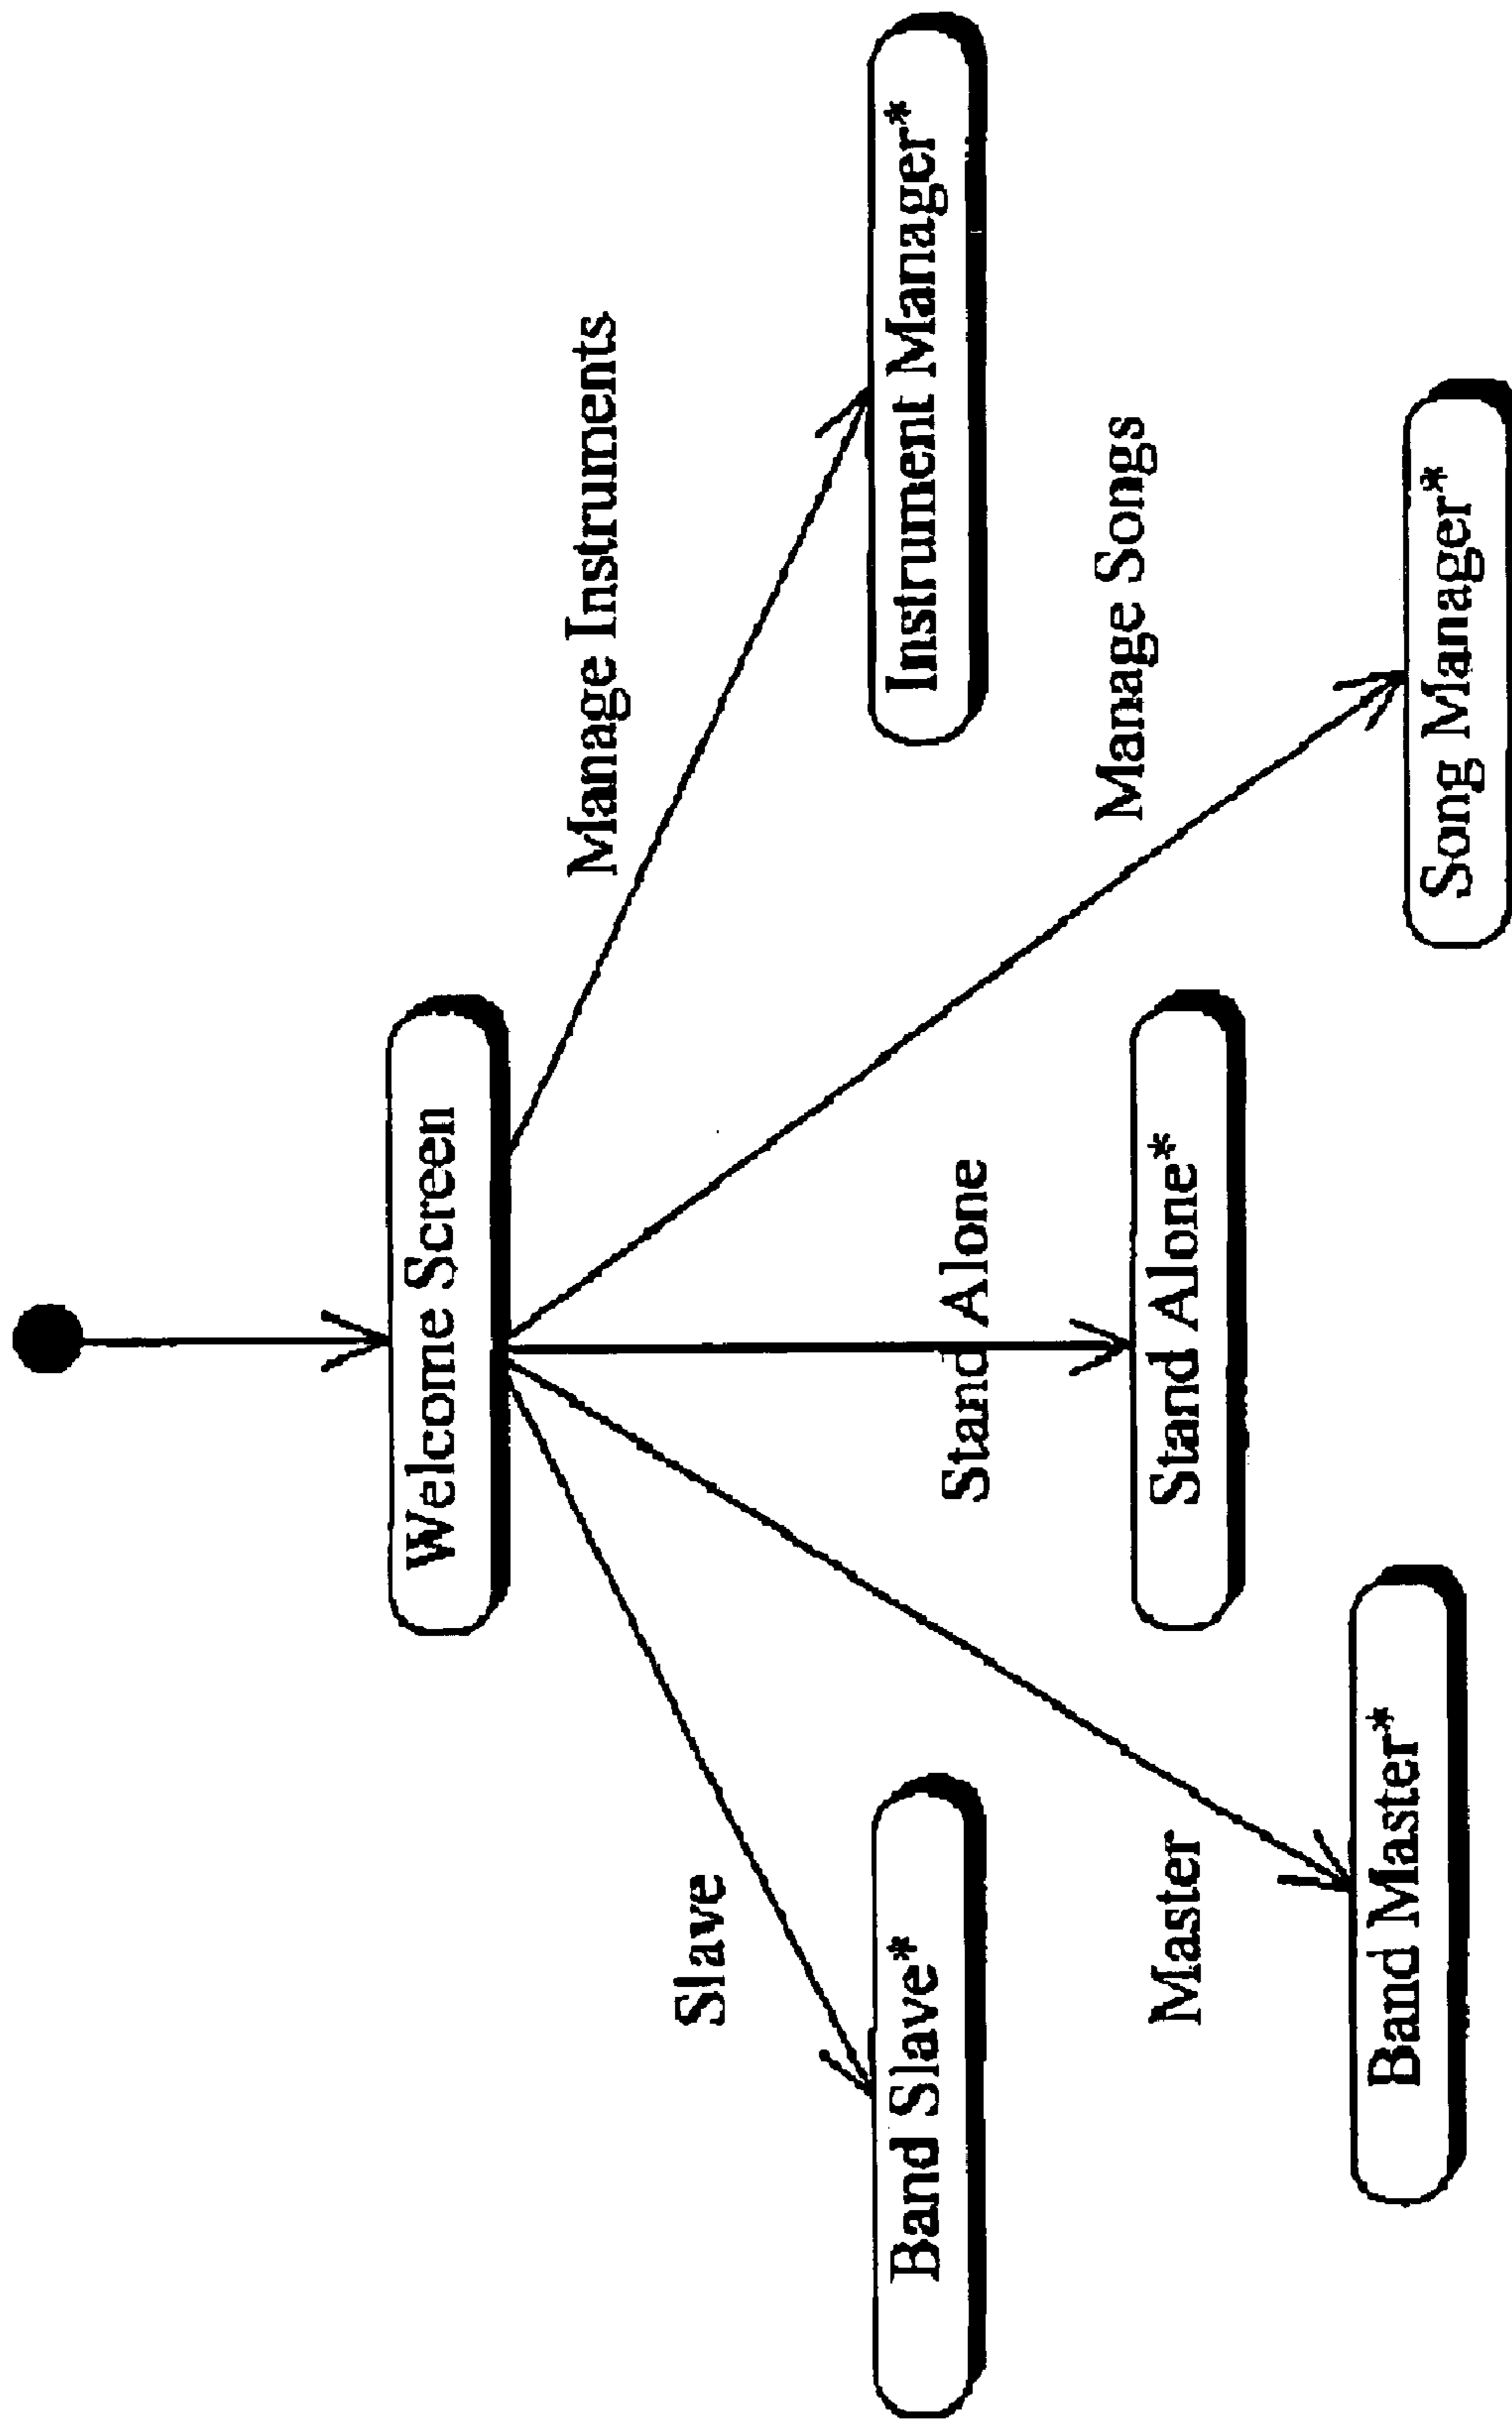 Welcome Screen
Manage Instruments
Slave
Instrument Manager*
Band Slave*
Stand Alone
Manage Songs
Master
Stand Alone*
Band Master*
Song Manager*